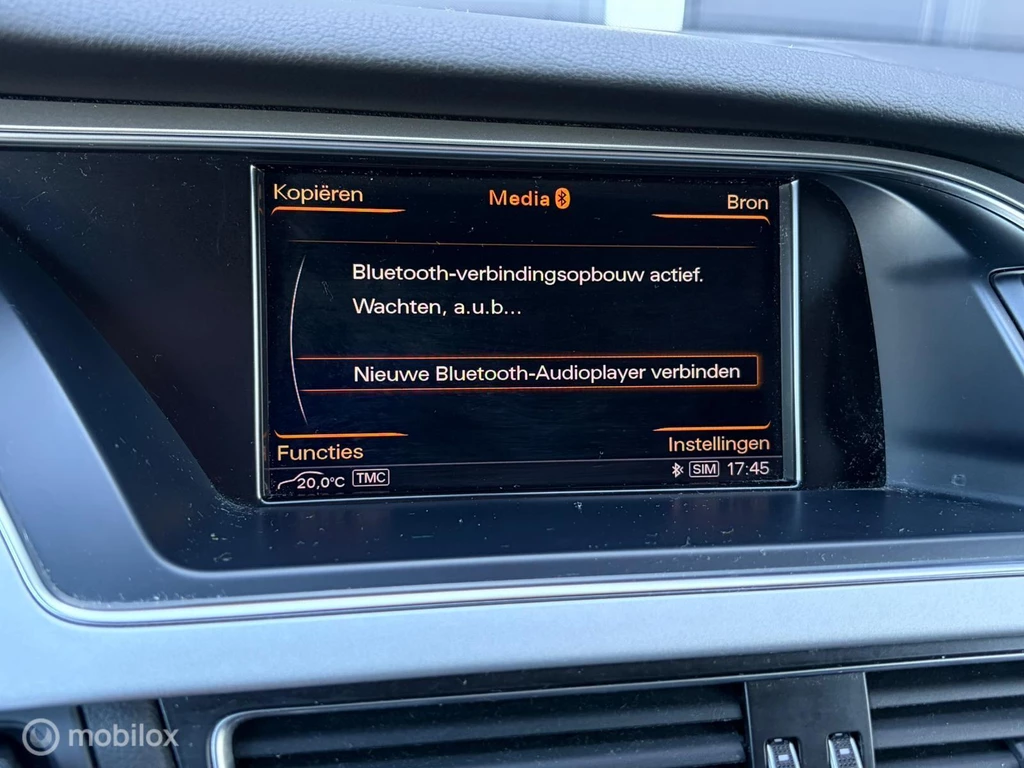 Kopiëren
Media
Bron
Bluetooth-verbindingsopbouw actief.
Wachten, a.u.b...
Nieuwe Bluetooth-Audioplayer verbinden
Functies
Instellingen
20,0°C TMC
SIM 17:45
mobilox